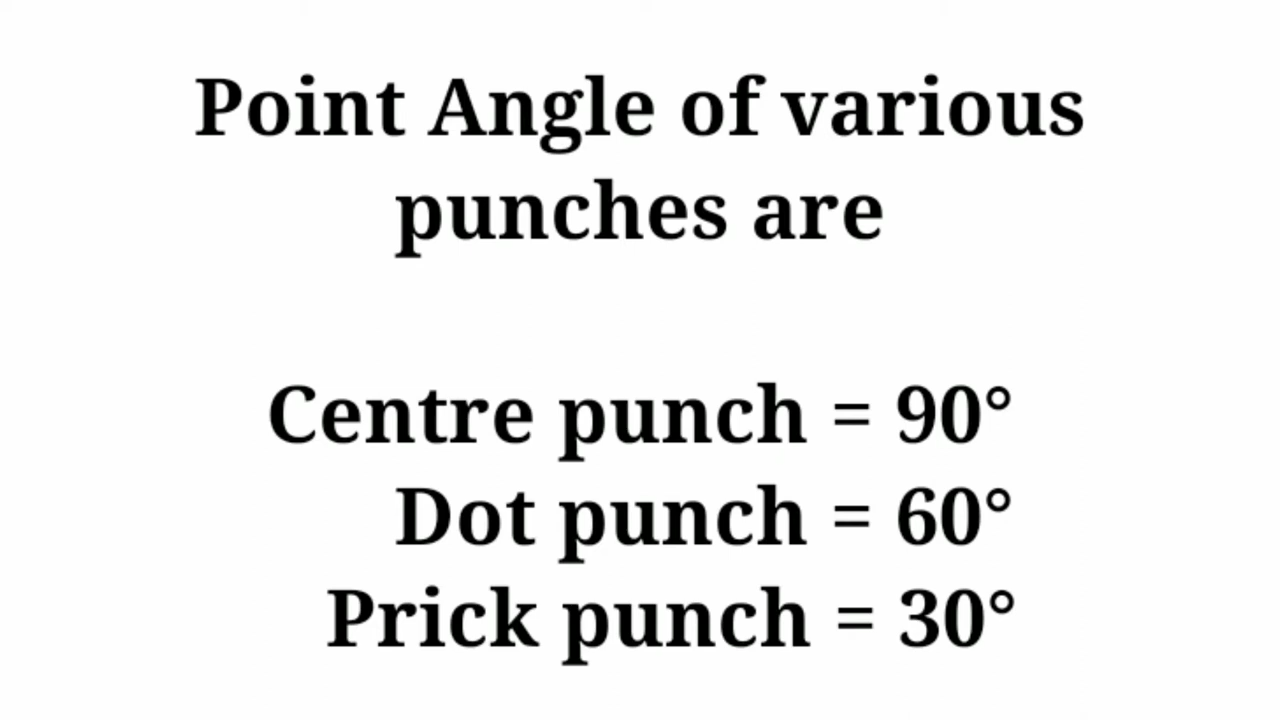 Point Angle of various
punches are
Centre punch = 90°
Dot punch = 60°
Prick punch = 30°